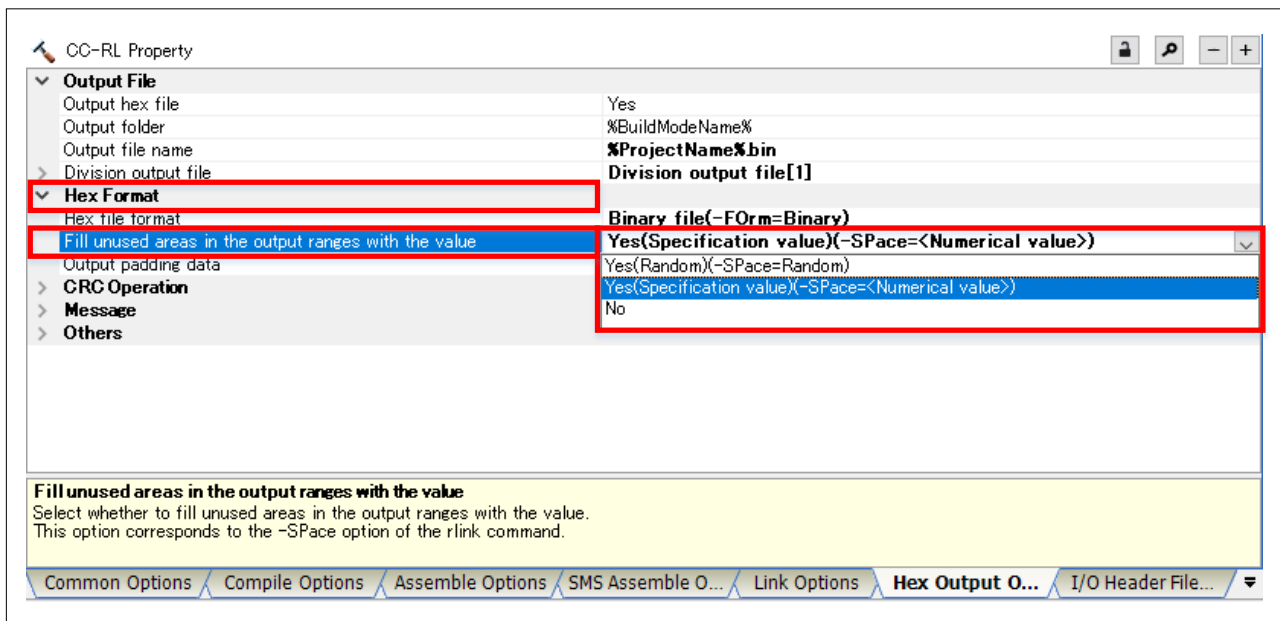 CC-RL Property
Output File
Output hex file Yes
Output folder %BuildModeName%
Output file name %ProjectName%.bin
Division output file Division output file[1]
Hex Format
Hex file format Binary file(-FOrm=Binary)
Fill unused areas in the output ranges with the value Yes(Specification value)(-SPace=<Numerical value>)
Output padding data Yes(Random)(-SPace=Random)
CRC Operation Yes(Specification value)(-SPace=<Numerical value>)
Message No
Others
Fill unused areas in the output ranges with the value
Select whether to fill unused areas in the output ranges with the value.
This option corresponds to the -SPace option of the rlink command.
Common Options Compile Options Assemble Options SMS Assemble O... Link Options Hex Output O... I/O Header File...